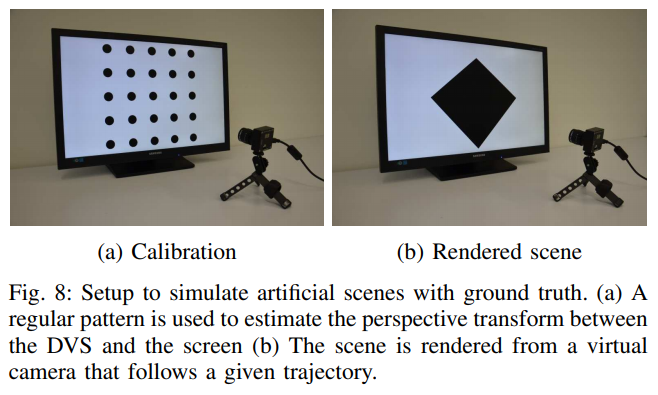 (a) Calibration
(b) Rendered scene
Fig. 8: Setup to simulate artificial scenes with ground truth. (a) A
regular pattern is used to estimate the perspective transform between
the DVS and the screen (b) The scene is rendered from a virtual
camera that follows a given trajectory.